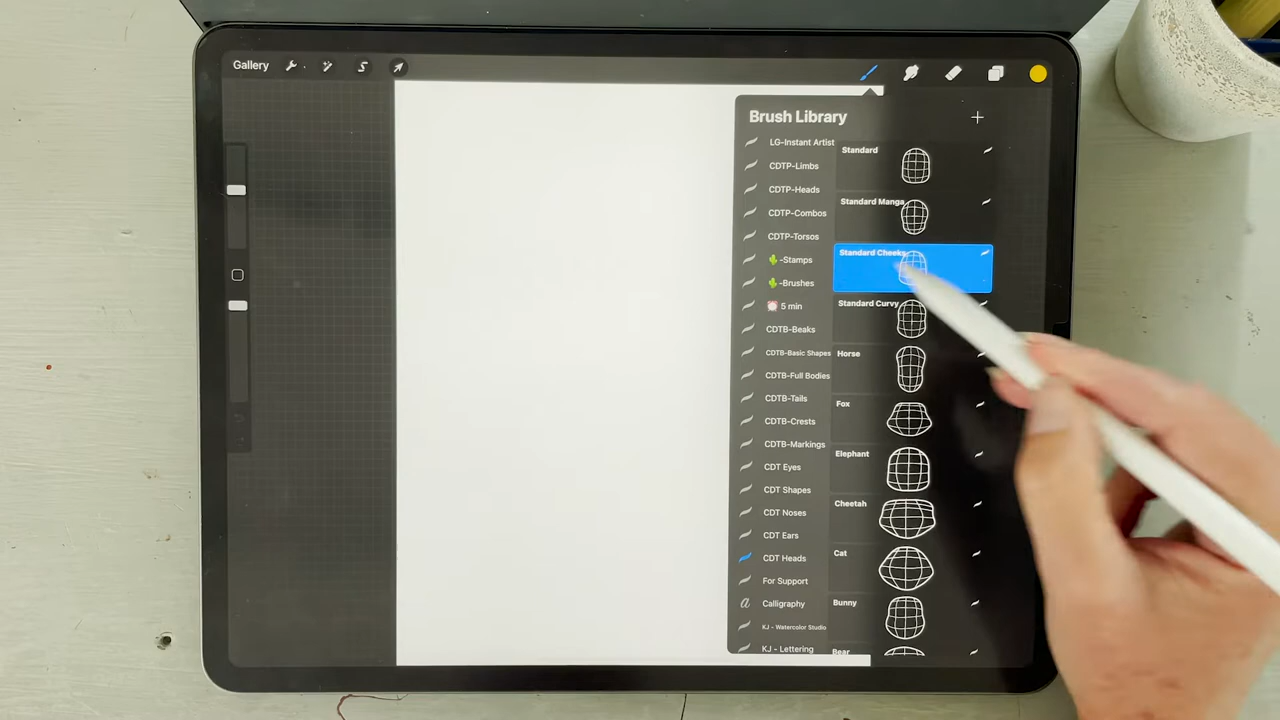 Gallery
Brush Library
LG-Instant Artist
CDTP-Limbs
CDTP-Heads
CDTP-Combos
CDTP-Torsos
🌵-Stamps
🌵-Brushes
⏰ 5 min
CDTB-Beaks
CDTB-Basic Shapes
CDTB-Full Bodies
CDTB-Tails
CDTB-Crests
CDTB-Markings
CDT Eyes
CDT Shapes
CDT Noses
CDT Ears
CDT Heads
For Support
Calligraphy
KJ - Watercolor Studio
KJ - Lettering
Standard
Standard Manga
Standard Cheeks
Standard Curvy
Horse
Fox
Elephant
Cheetah
Cat
Bunny
Bear